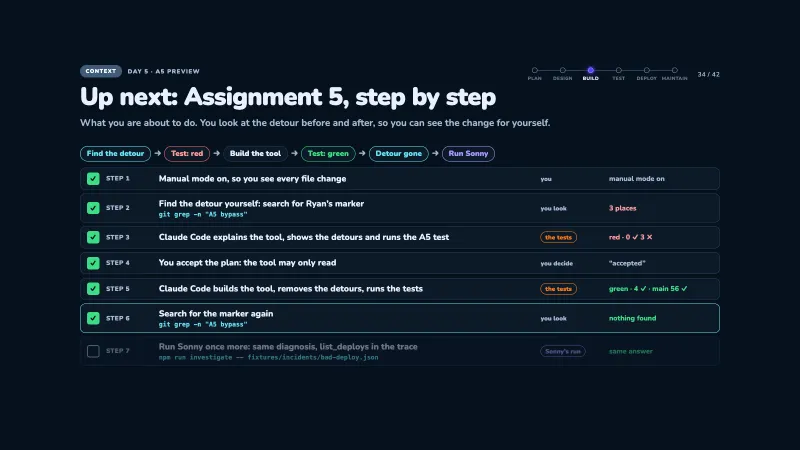 CONTEXT DAY 5 · A5 PREVIEW
PLAN DESIGN BUILD TEST DEPLOY MAINTAIN 34 / 42
Up next: Assignment 5, step by step
What you are about to do. You look at the detour before and after, so you can see the change for yourself.
Find the detour → Test: red → Build the tool → Test: green → Detour gone → Run Sonny
STEP 1 Manual mode on, so you see every file change you manual mode on
STEP 2 Find the detour yourself: search for Ryan's marker you look 3 places
git grep -n "A5 bypass"
STEP 3 Claude Code explains the tool, shows the detours and runs the A5 test the tests red · 0 ✓ 3 ✕
STEP 4 You accept the plan: the tool may only read you decide "accepted"
STEP 5 Claude Code builds the tool, removes the detours, runs the tests the tests green · 4 ✓ · main 56 ✓
STEP 6 Search for the marker again you look nothing found
git grep -n "A5 bypass"
STEP 7 Run Sonny once more: same diagnosis, list_deploys in the trace Sonny's run same answer
npm run investigate -- fixtures/incidents/bad-deploy.json